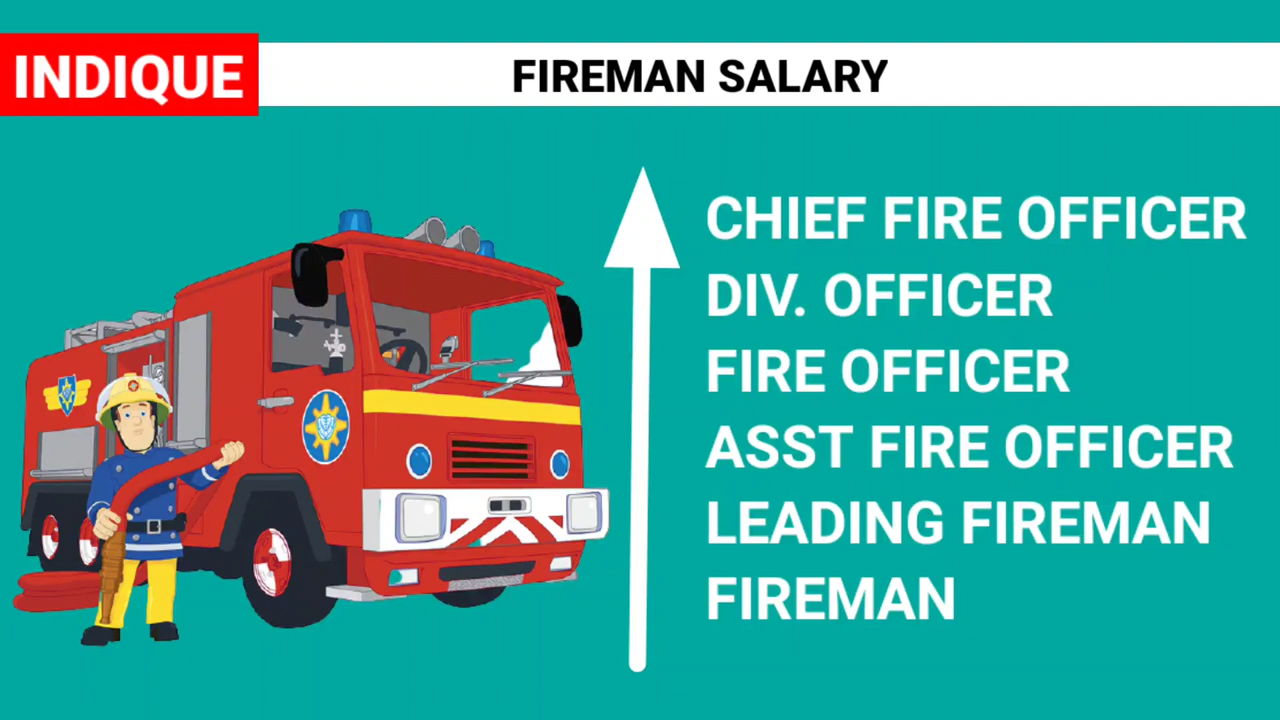 INDIQUE
FIREMAN SALARY
CHIEF FIRE OFFICER
DIV. OFFICER
FIRE OFFICER
ASST FIRE OFFICER
LEADING FIREMAN
FIREMAN